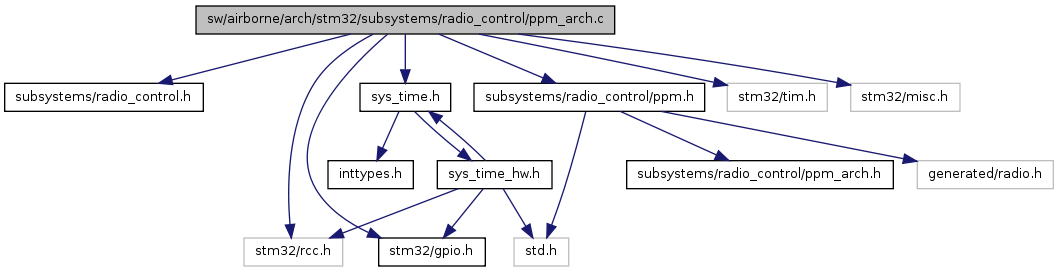 sw/airborne/arch/stm32/subsystems/radio_control/ppm_arch.c
subsystems/radio_control.h
sys_time.h
subsystems/radio_control/ppm.h
stm32/tim.h
stm32/misc.h
inttypes.h
sys_time_hw.h
subsystems/radio_control/ppm_arch.h
generated/radio.h
stm32/rcc.h
stm32/gpio.h
std.h